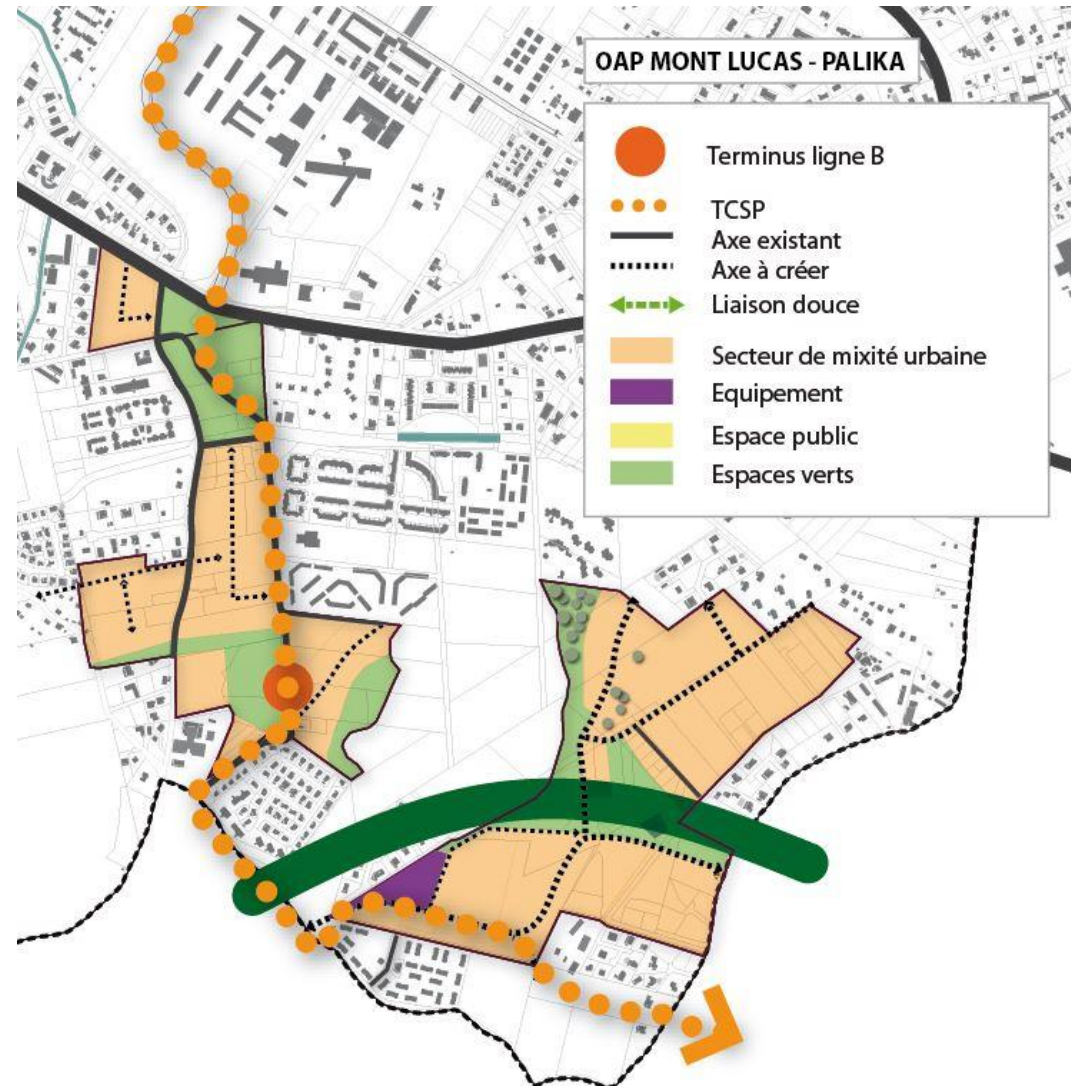 OAP MONT LUCAS - PALIKA
Terminus ligne B
TCSP
Axe existant
Axe à créer
Liaison douce
Secteur de mixité urbaine
Equipement
Espace public
Espaces verts